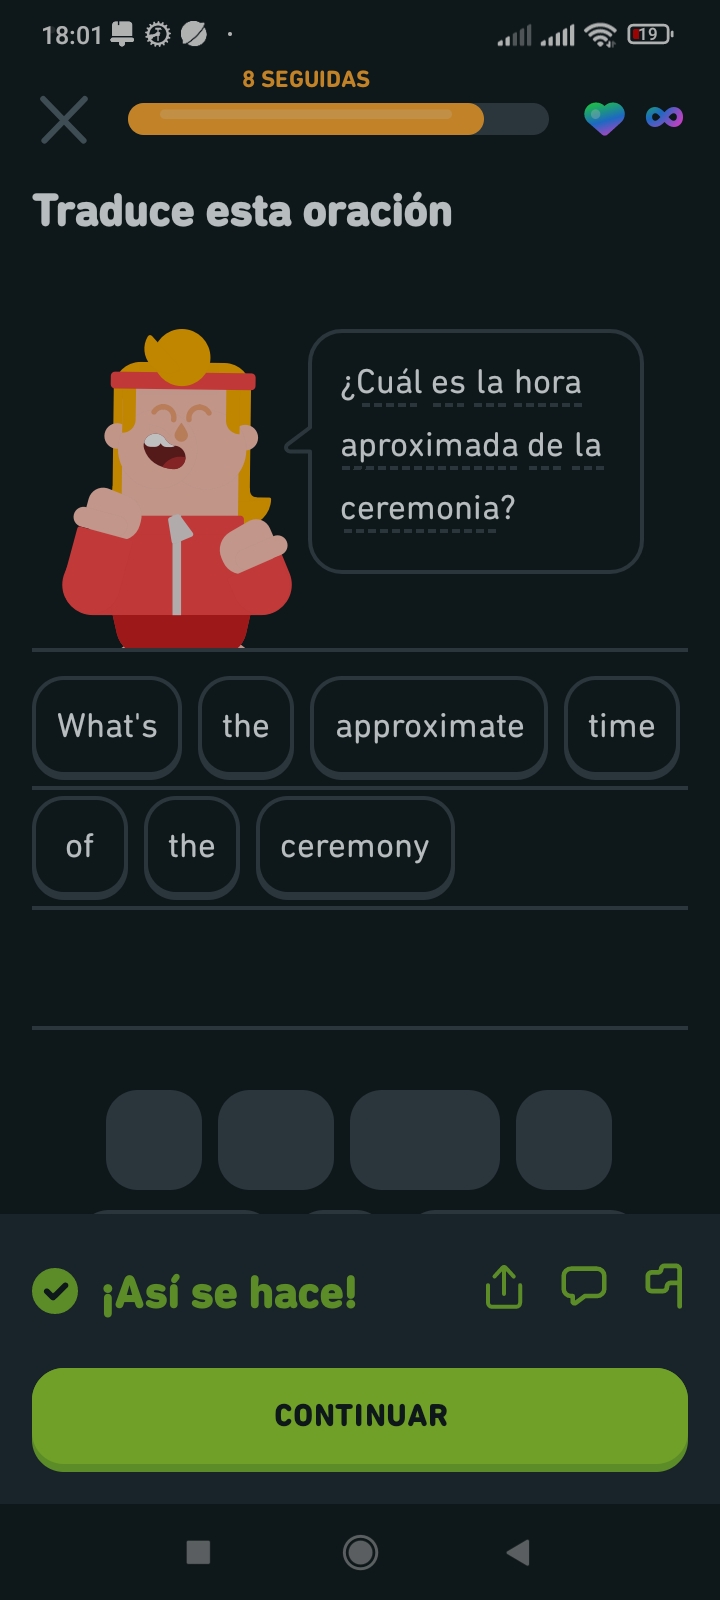 18:01
19
8 SEGUIDAS
Traduce esta oración
¿Cuál es la hora
aproximada de la
ceremonia?
What's the approximate time
of the ceremony
¡Así se hace!
CONTINUAR